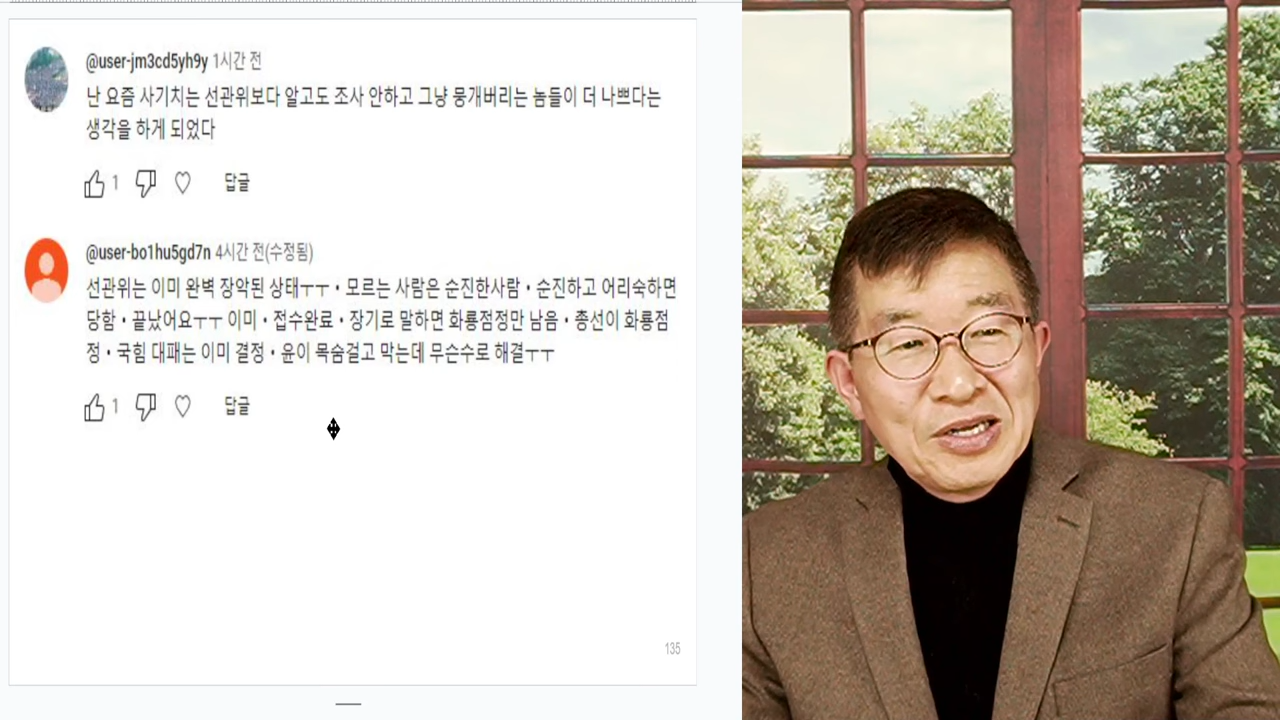 @user-jm3cd5yh9y 1시간 전
난 요즘 사기치는 선관위보다 알고도 조사 안하고 그냥 뭉개버리는 놈들이 더 나쁘다는
생각을 하게 되었다
1 답글
@user-bo1hu5gd7n 4시간 전(수정됨)
선관위는 이미 완벽 장악된 상태ㅜㅜ • 모르는 사람은 순진한사람 • 순진하고 어리숙하면
당함 • 끝났어요ㅜㅜ 이미 • 접수완료 • 장기로 말하면 화룡점정만 남음 • 총선이 화룡점
정 • 국힘 대패는 이미 결정 • 윤이 목숨걸고 막는데 무슨수로 해결ㅜㅜ
1 답글
135